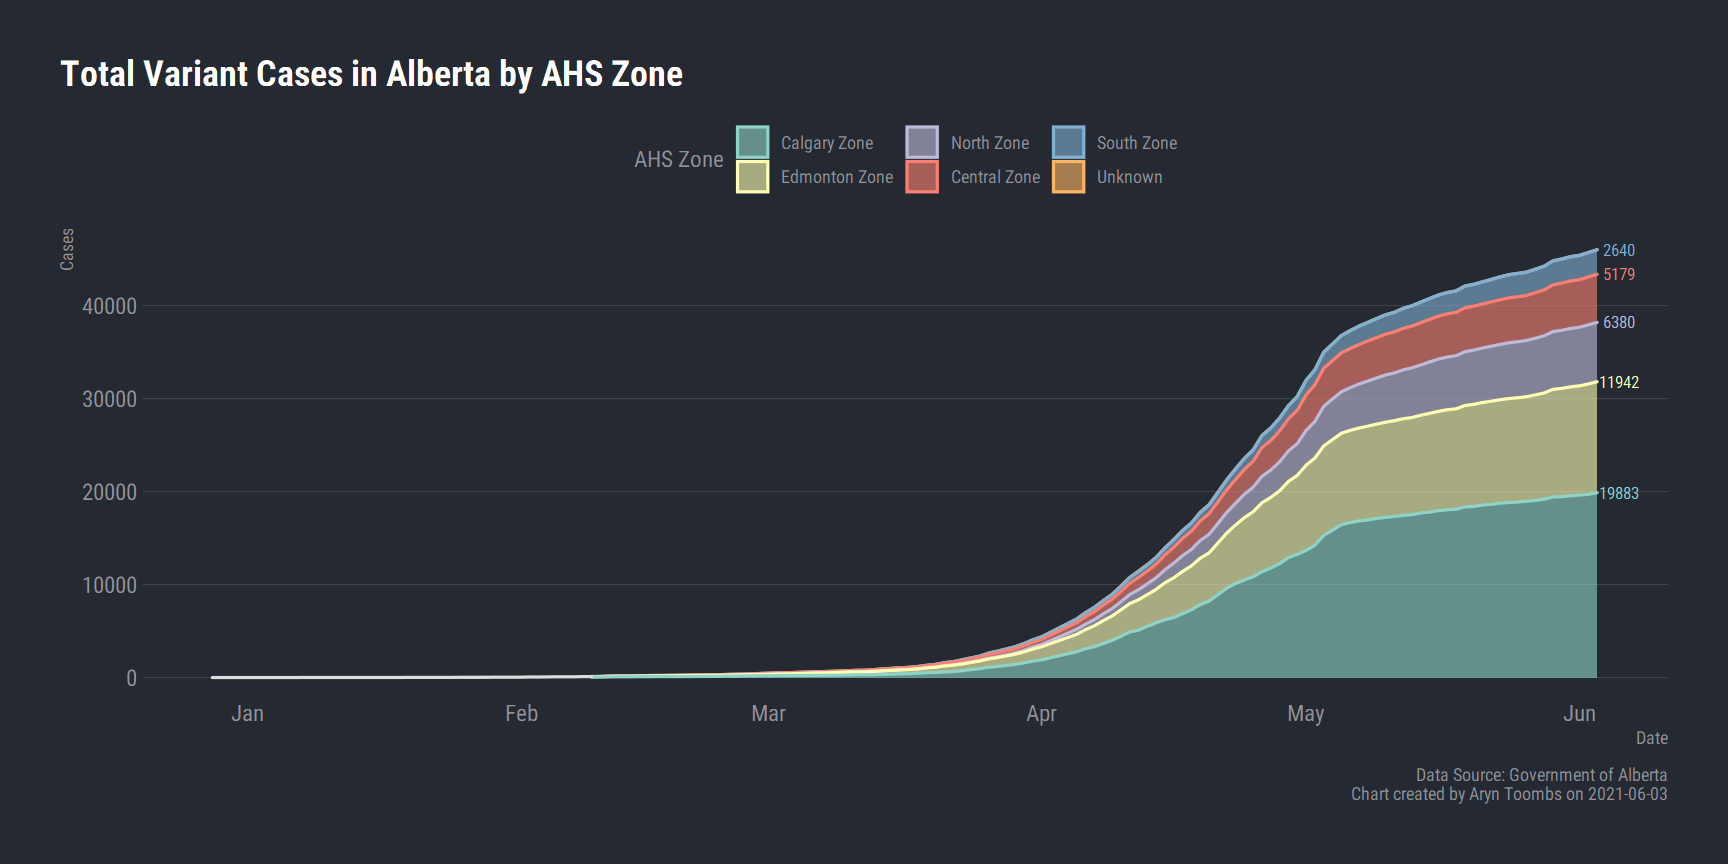 Total Variant Cases in Alberta by AHS Zone
AHS Zone
Calgary Zone
North Zone
South Zone
Edmonton Zone
Central Zone
Unknown
Cases
40000
30000
20000
10000
0
2640
5179
6380
11942
19883
Jan
Feb
Mar
Apr
May
Jun
Date
Data Source: Government of Alberta
Chart created by Aryn Toombs on 2021-06-03